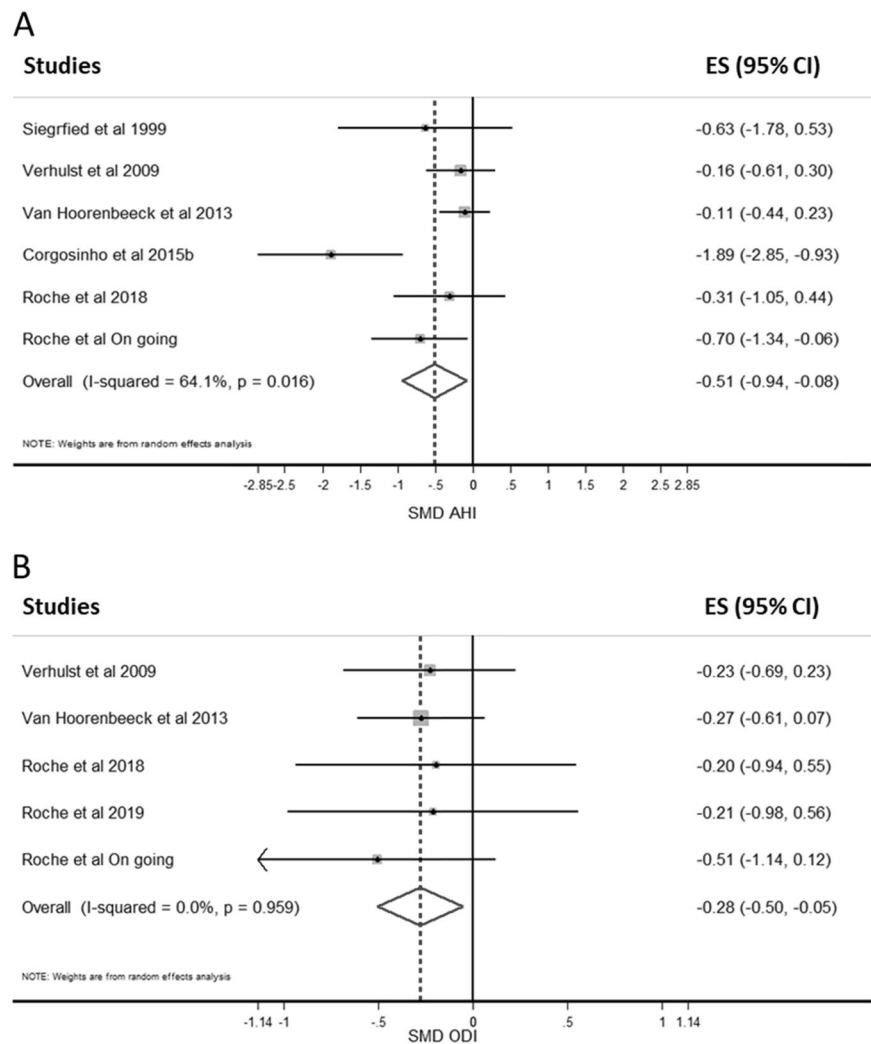 A
Studies ES (95% CI)
Siegrfied et al 1999 -0.63 (-1.78, 0.53)
Verhulst et al 2009 -0.16 (-0.61, 0.30)
Van Hoorenbeeck et al 2013 -0.11 (-0.44, 0.23)
Corgosinho et al 2015b -1.89 (-2.85, -0.93)
Roche et al 2018 -0.31 (-1.05, 0.44)
Roche et al On going -0.70 (-1.34, -0.06)
Overall (I-squared = 64.1%, p = 0.016) -0.51 (-0.94, -0.08)
NOTE: Weights are from random effects analysis
-2.85 -2.5 -2 -1.5 -1 -.5 0 .5 1 1.5 2 2.5 2.85
SMD AHI
B
Studies ES (95% CI)
Verhulst et al 2009 -0.23 (-0.69, 0.23)
Van Hoorenbeeck et al 2013 -0.27 (-0.61, 0.07)
Roche et al 2018 -0.20 (-0.94, 0.55)
Roche et al 2019 -0.21 (-0.98, 0.56)
Roche et al On going -0.51 (-1.14, 0.12)
Overall (I-squared = 0.0%, p = 0.959) -0.28 (-0.50, -0.05)
NOTE: Weights are from random effects analysis
-1.14 -1 -.5 0 .5 1 1.14
SMD ODI